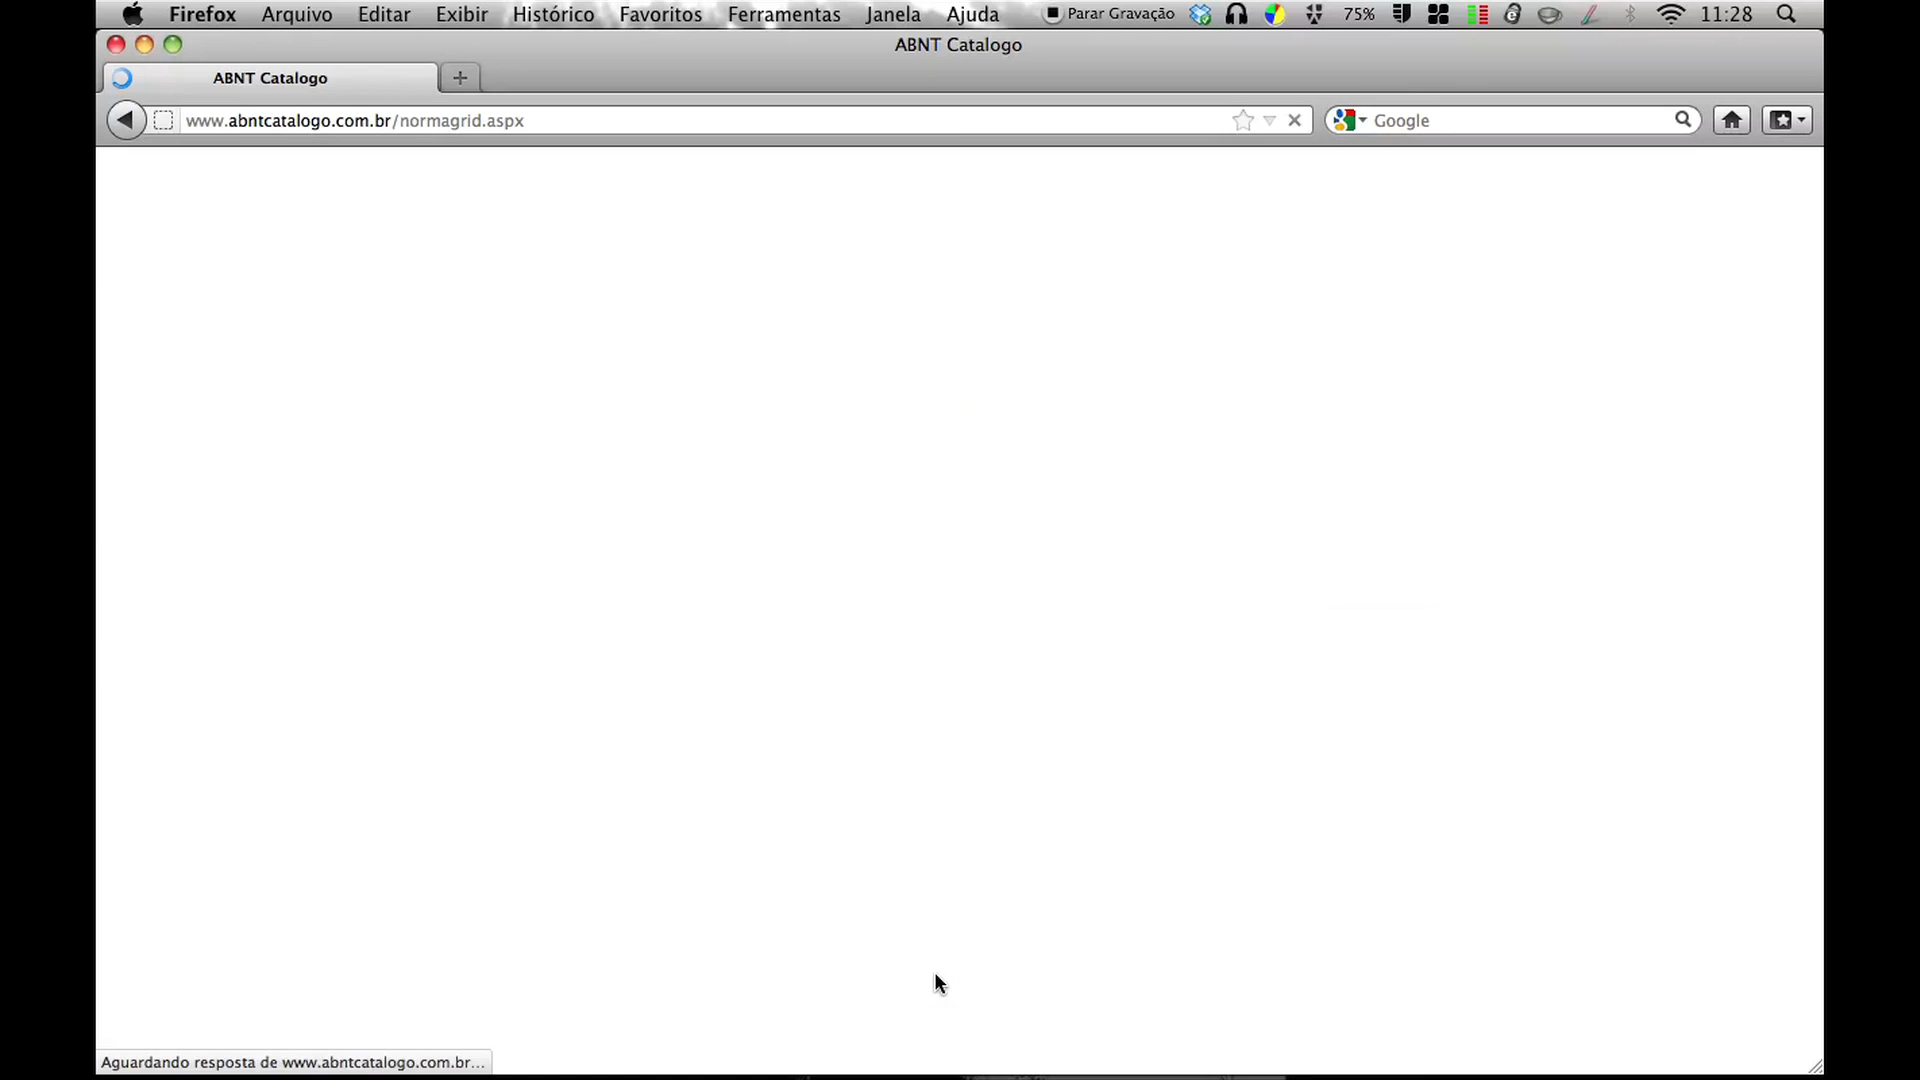 Firefox Arquivo Editar Exibir Histórico Favoritos Ferramentas Janela Ajuda Parar Gravação 75% 11:28
ABNT Catalogo
ABNT Catalogo
www.abntcatalogo.com.br/normagrid.aspx Google
Aguardando resposta de www.abntcatalogo.com.br...